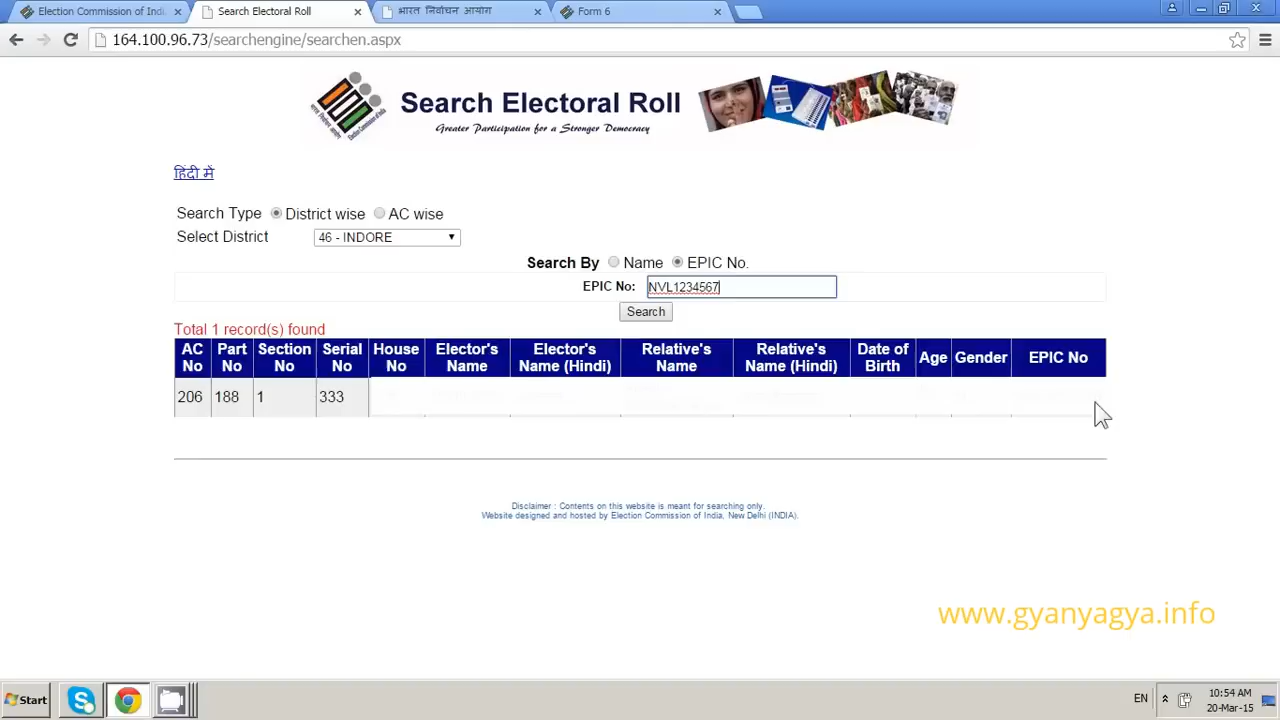 Election Commission of Indi
Search Electoral Roll
भारत निर्वाचन आयोग
Form 6
164.100.96.73/searchengine/searchen.aspx
Search Electoral Roll
Greater Participation for a Stronger Democracy
हिंदी में
Search Type District wise AC wise
Select District 46 - INDORE
Search By Name EPIC No.
EPIC No: NVL1234567
Search
Total 1 record(s) found
AC No Part No Section No Serial No House No Elector's Name Elector's Name (Hindi) Relative's Name Relative's Name (Hindi) Date of Birth Age Gender EPIC No
206 188 1 333
Disclaimer : Contents on this website is meant for searching only.
Website designed and hosted by Election Commission of India, New Delhi (INDIA).
www.gyanyagya.info
Start
EN
10:54 AM
20-Mar-15